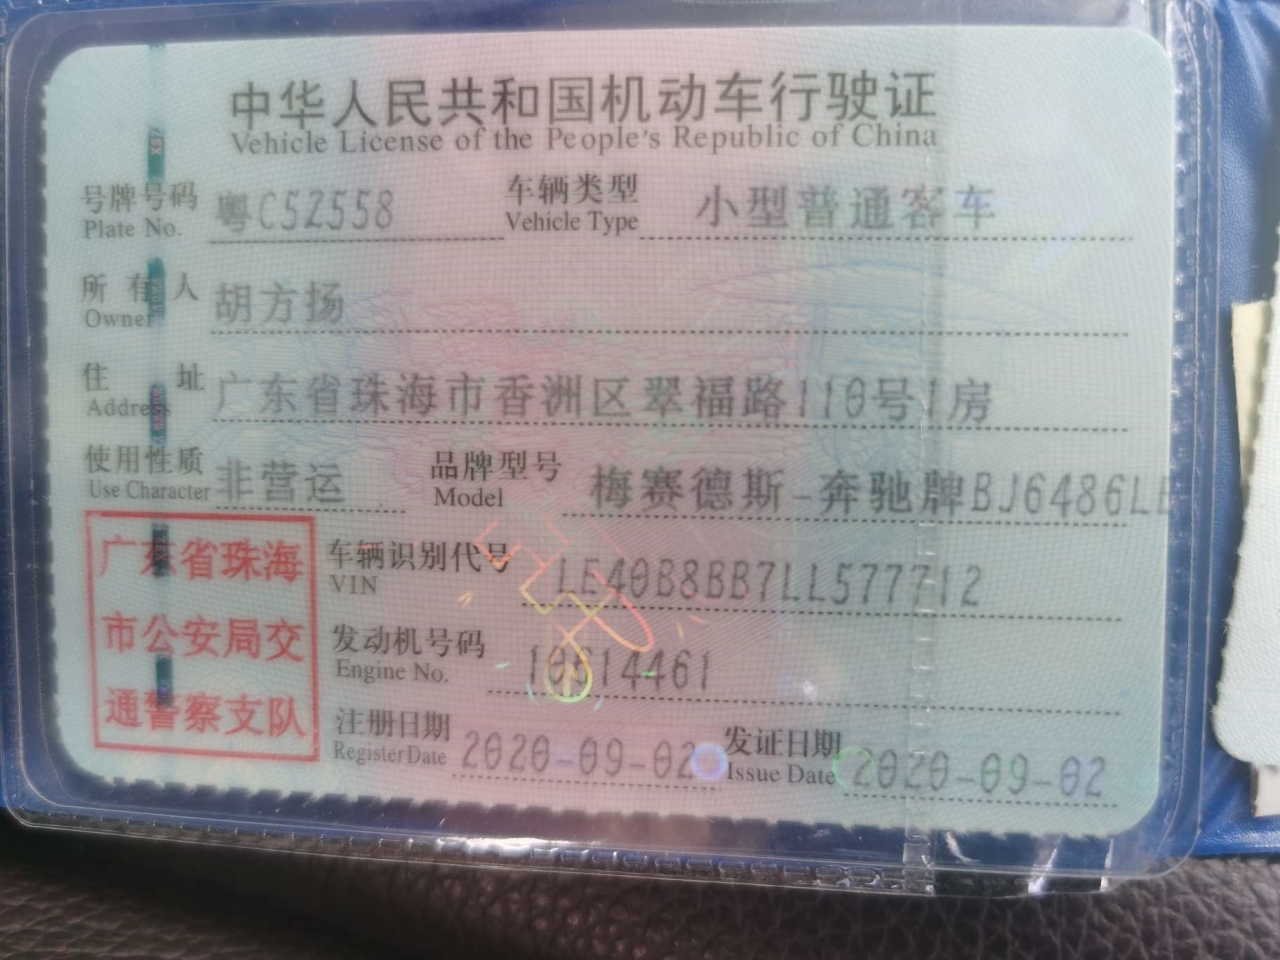 中华人民共和国机动车行驶证
Vehicle License of the People's Republic of China
号牌号码 粤C5Z558 车辆类型 小型普通客车
Plate No. Vehicle Type
所有人 胡方扬
Owner
住址 广东省珠海市香洲区翠福路110号1房
Address
使用性质 非营运 品牌型号 梅赛德斯-奔驰牌BJ6486LE
Use Character Model
广东省珠海
市公安局交
通警察支队
车辆识别代号 LE40B8BB7LL577712
VIN
发动机号码 10614461
Engine No.
注册日期 2020-09-02 发证日期 2020-09-02
Register Date Issue Date